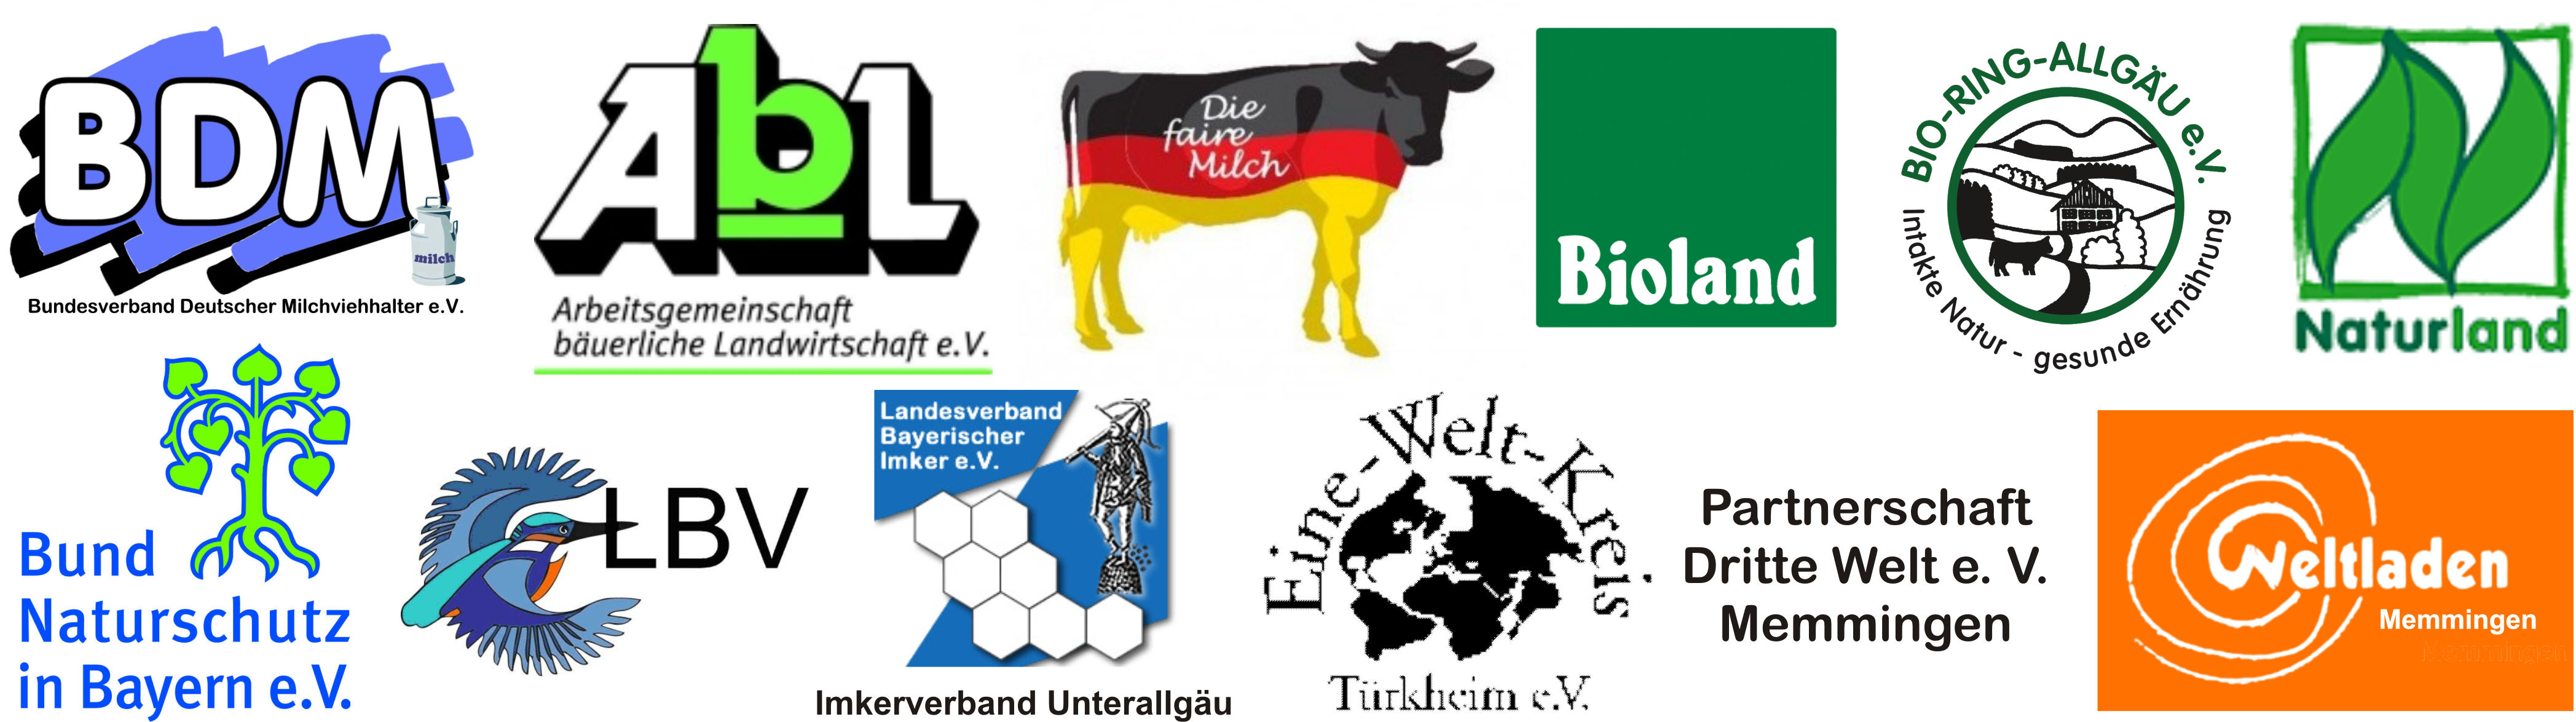 BDM
milch
Bundesverband Deutscher Milchviehhalter e.V.
AbL
Arbeitsgemeinschaft
bäuerliche Landwirtschaft e.V.
Die
faire
Milch
Bioland
BIO-RING-ALLGÄU e.V.
Intakte Natur - gesunde Ernährung
Naturland
Bund
Naturschutz
in Bayern e.V.
LBV
Landesverband
Bayerischer
Imker e.V.
Imkerverband Unterallgäu
Eine-Welt-Kreis
Türkheim e.V.
Partnerschaft
Dritte Welt e. V.
Memmingen
Weltladen
Memmingen